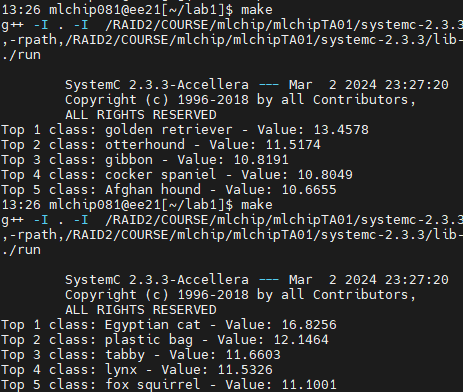 13:26 mlchip081@ee21[~/lab1]$ make
g++ -I . -I  /RAID2/COURSE/mlchip/mlchipTA01/systemc-2.3.3
,-rpath,/RAID2/COURSE/mlchip/mlchipTA01/systemc-2.3.3/lib-
./run
SystemC 2.3.3-Accellera --- Mar  2 2024 23:27:20
Copyright (c) 1996-2018 by all Contributors,
ALL RIGHTS RESERVED
Top 1 class: golden retriever - Value: 13.4578
Top 2 class: otterhound - Value: 11.5174
Top 3 class: gibbon - Value: 10.8191
Top 4 class: cocker spaniel - Value: 10.8049
Top 5 class: Afghan hound - Value: 10.6655
13:26 mlchip081@ee21[~/lab1]$ make
g++ -I . -I  /RAID2/COURSE/mlchip/mlchipTA01/systemc-2.3.3
,-rpath,/RAID2/COURSE/mlchip/mlchipTA01/systemc-2.3.3/lib-
./run
SystemC 2.3.3-Accellera --- Mar  2 2024 23:27:20
Copyright (c) 1996-2018 by all Contributors,
ALL RIGHTS RESERVED
Top 1 class: Egyptian cat - Value: 16.8256
Top 2 class: plastic bag - Value: 12.1464
Top 3 class: tabby - Value: 11.6603
Top 4 class: lynx - Value: 11.5326
Top 5 class: fox squirrel - Value: 11.1001